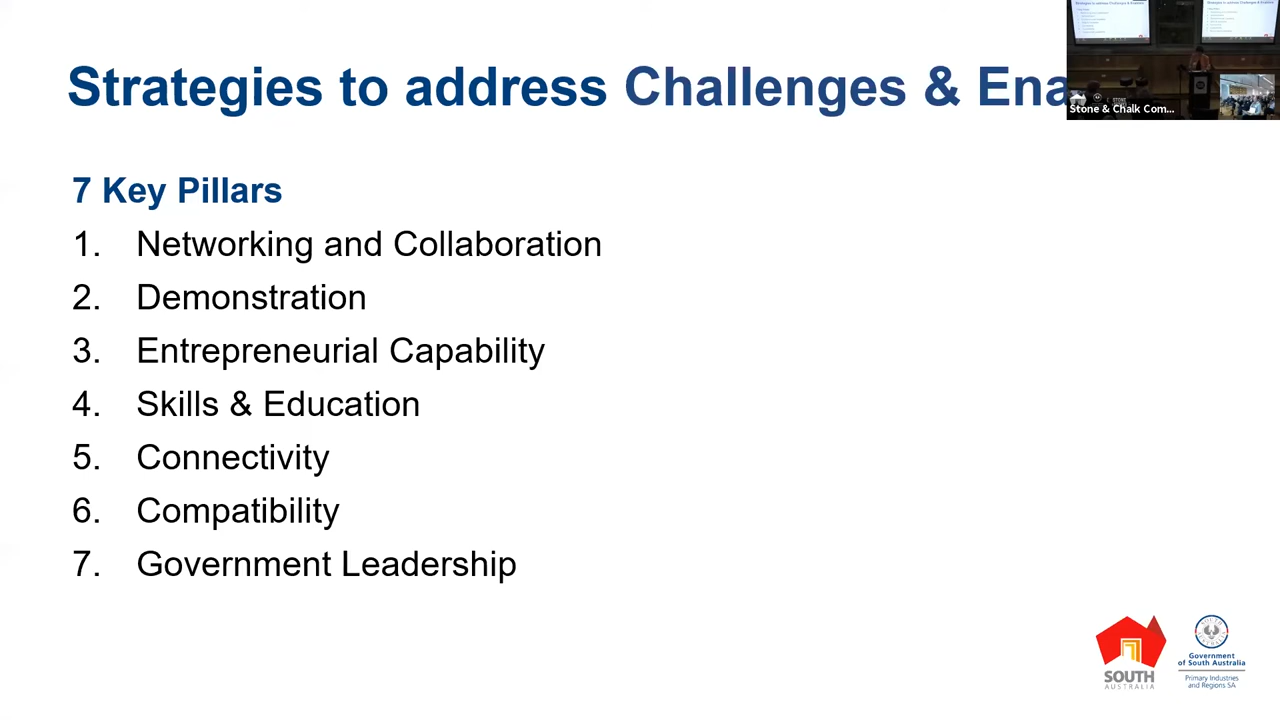 Strategies to address Challenges & Ena
Stone & Chalk Com...
7 Key Pillars
1. Networking and Collaboration
2. Demonstration
3. Entrepreneurial Capability
4. Skills & Education
5. Connectivity
6. Compatibility
7. Government Leadership
SOUTH
AUSTRALIA
Government
of South Australia
Primary Industries
and Regions SA